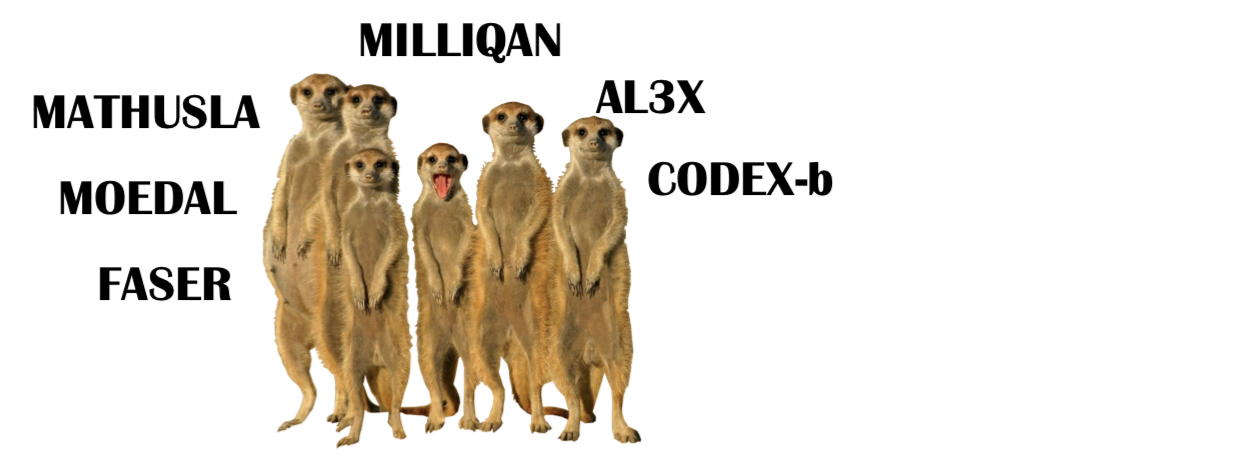 MILLIQAN
AL3X
MATHUSLA
CODEX-b
MOEDAL
FASER